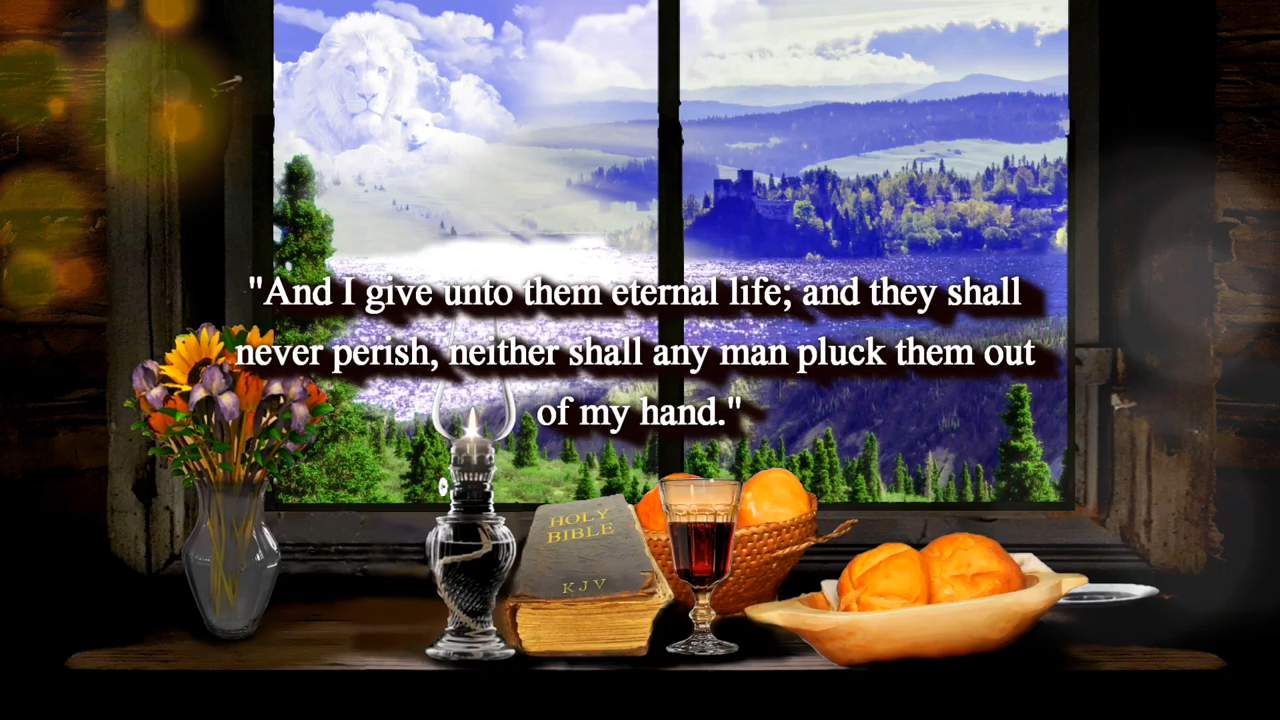 "And I give unto them eternal life; and they shall
never perish, neither shall any man pluck them out
of my hand."
HOLY
BIBLE
KJV